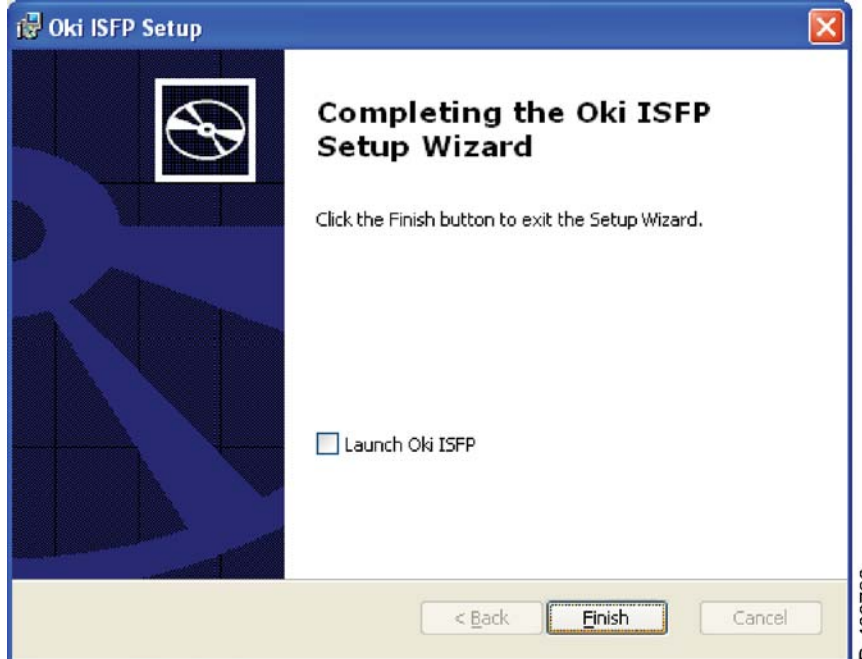 Oki ISFP Setup
Completing the Oki ISFP
Setup Wizard
Click the Finish button to exit the Setup Wizard.
Launch Oki ISFP
< Back
Finish
Cancel